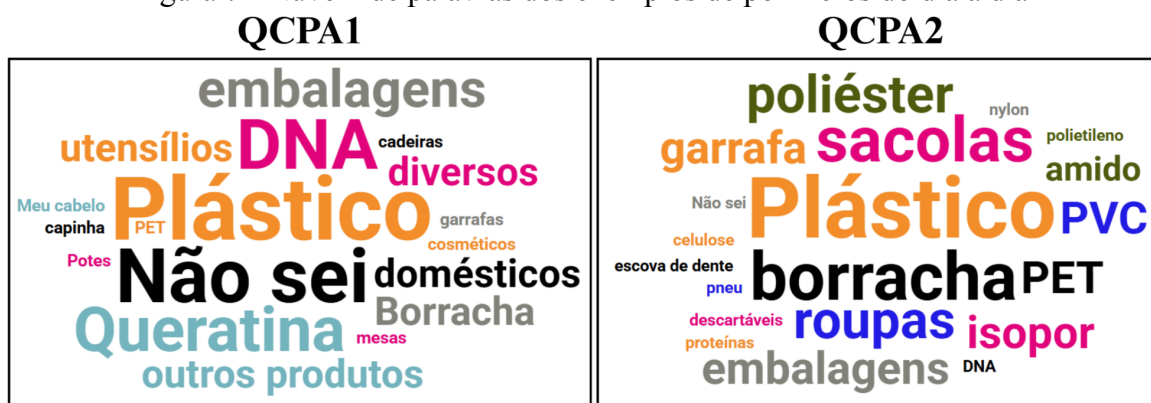 QCPA1
QCPA2
embalagens
utensílios DNA cadeiras
diversos
Meu cabelo Plástico garrafas
capinha PET
cosméticos
Potes Não sei domésticos
Queratina Borracha
mesas
outros produtos
poliéster nylon
garrafa sacolas polietileno
amido
Não sei Plástico PVC
celulose
escova de dente borracha PET
pneu
descartáveis roupas isopor
proteínas
embalagens DNA